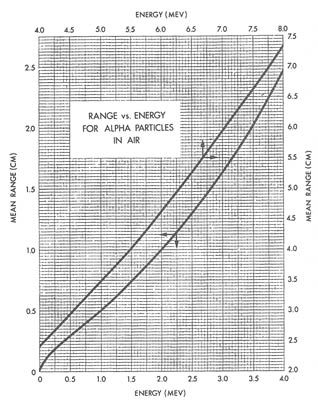 ENERGY (MEV)
4.0 4.5 5.0 5.5 6.0 6.5 7.0 7.5 8.0
RANGE vs. ENERGY
FOR ALPHA PARTICLES
IN AIR
MEAN RANGE (CM)
2.5
2.0
1.5
1.0
0.5
0
MEAN RANGE (CM)
7.5
7.0
6.5
6.0
5.5
5.0
4.5
4.0
3.5
3.0
2.5
2.0
0 0.5 1.0 1.5 2.0 2.5 3.0 3.5 4.0
ENERGY (MEV)